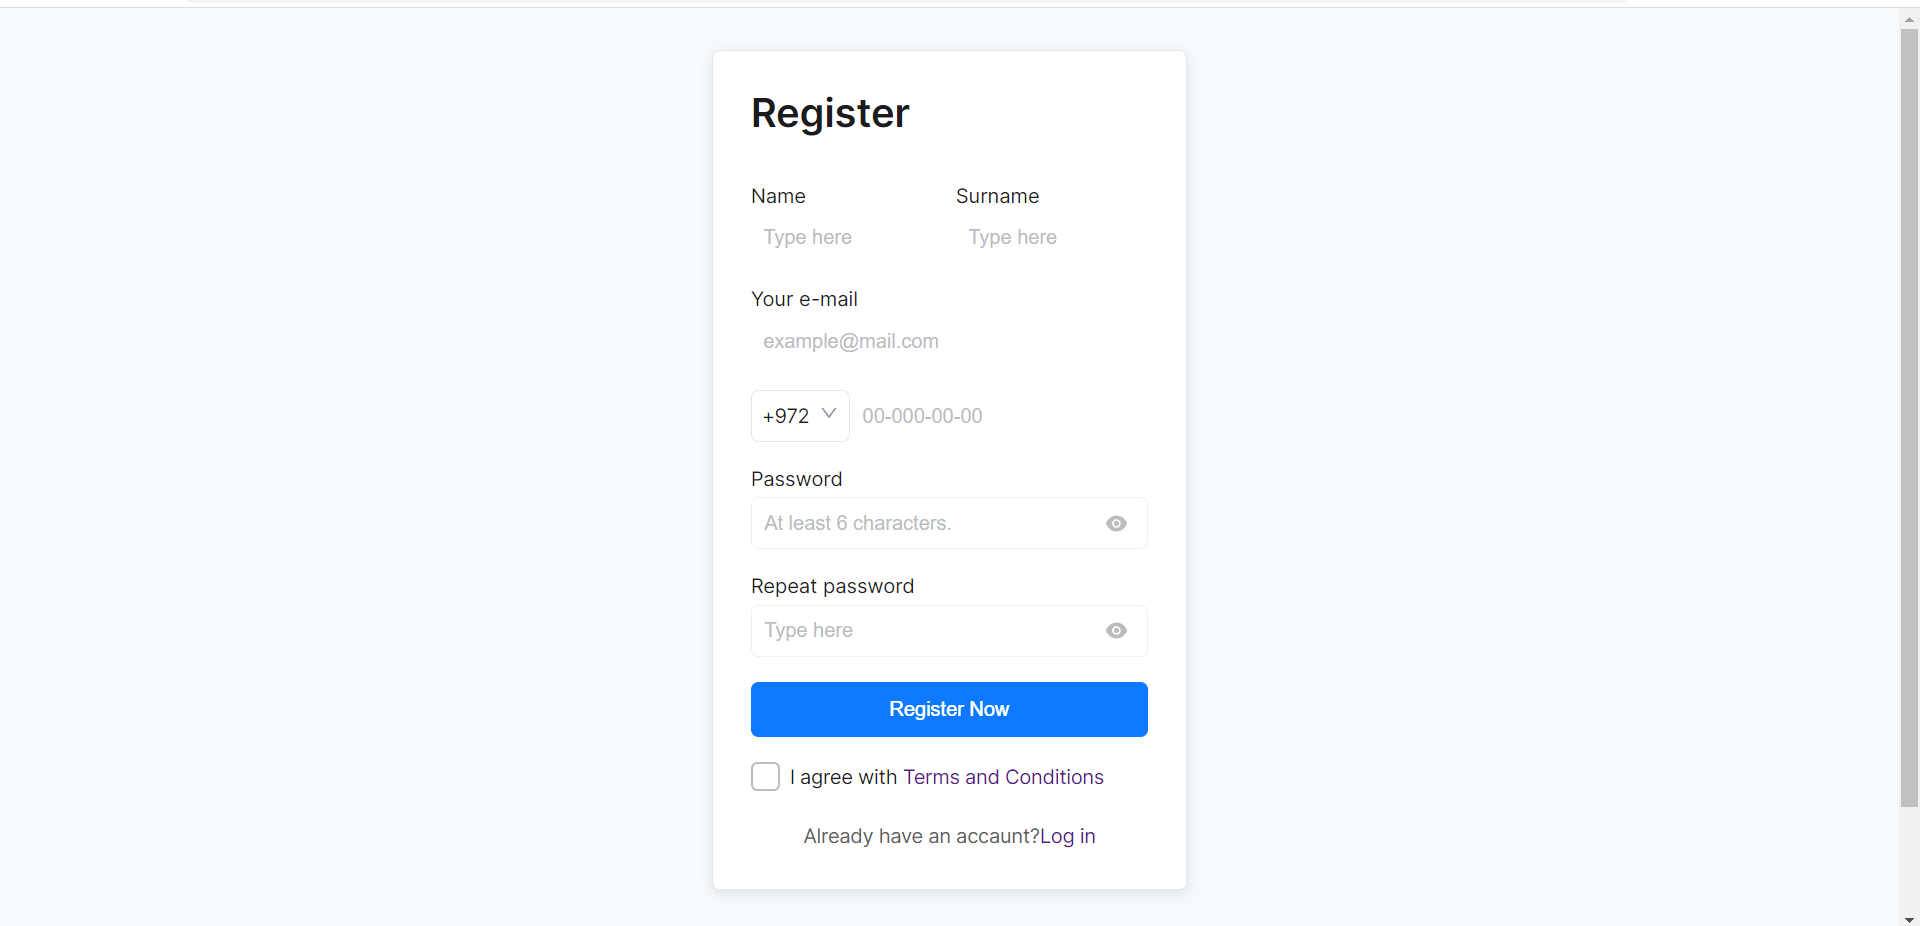 Register
Name Surname
Type here Type here
Your e-mail
example@mail.com
+972 00-000-00-00
Password
At least 6 characters.
Repeat password
Type here
Register Now
I agree with Terms and Conditions
Already have an accaunt?Log in